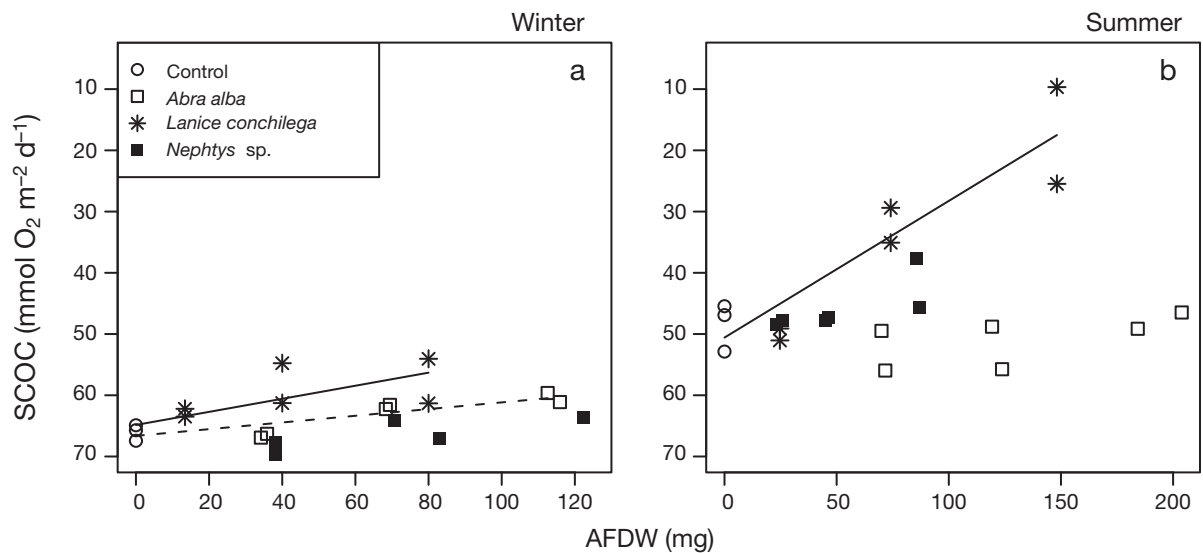 Winter
Summer
a
b
Control
Abra alba
Lanice conchilega
Nephtys sp.
SCOC (mmol O₂ m⁻² d⁻¹)
10
20
30
40
50
60
70
10
20
30
40
50
60
70
0 20 40 60 80 100 120
0 50 100 150 200
AFDW (mg)